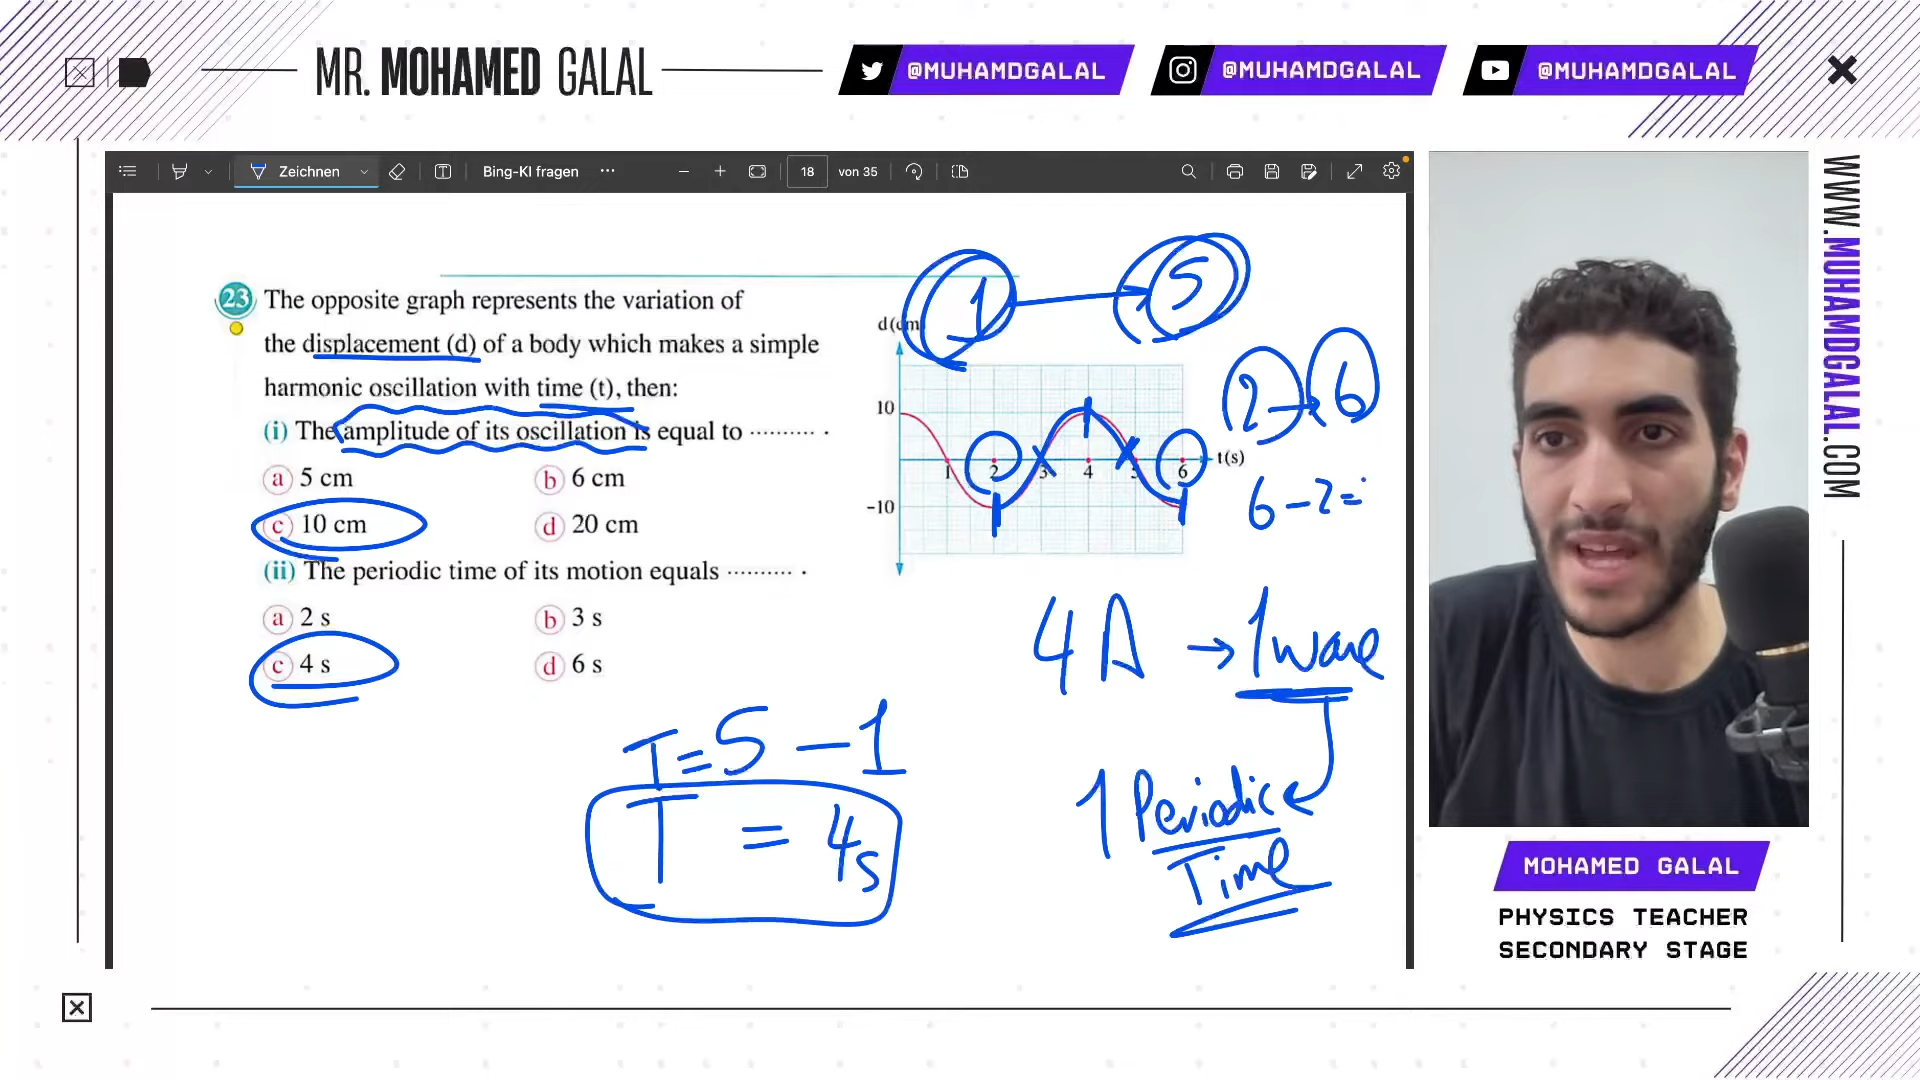 MR. MOHAMED GALAL
@MUHAMDGALAL
@MUHAMDGALAL
@MUHAMDGALAL
Zeichnen
Bing-KI fragen
18 von 35
23 The opposite graph represents the variation of
the displacement (d) of a body which makes a simple
harmonic oscillation with time (t), then:
(i) The amplitude of its oscillation is equal to ·········· .
a 5 cm
b 6 cm
c 10 cm
d 20 cm
(ii) The periodic time of its motion equals ·········· .
a 2 s
b 3 s
c 4 s
d 6 s
1 → 5
d(cm)
10
-10
1 2 3 4 5 6 t(s)
2 → 6
6 - 2 =
4 A → 1 wave
1 Periodic
Time
T = 5 - 1
T = 4s
WWW.MUHAMDGALAL.COM
MOHAMED GALAL
PHYSICS TEACHER
SECONDARY STAGE